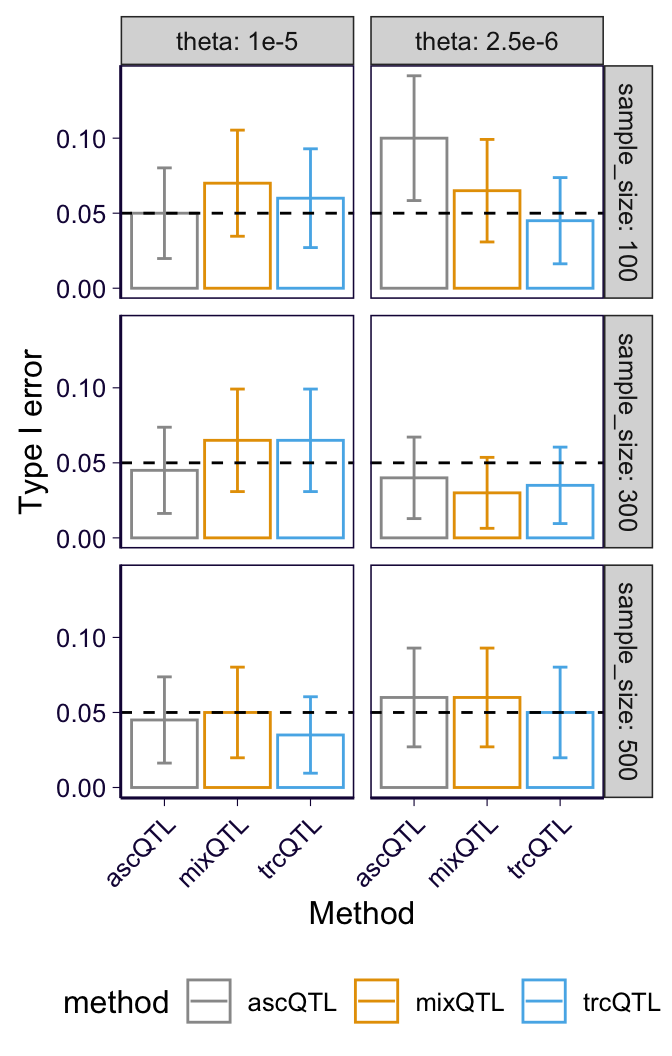 theta: 1e-5
theta: 2.5e-6
0.10
0.05
0.00
sample_size: 100
0.10
0.05
0.00
sample_size: 300
0.10
0.05
0.00
sample_size: 500
Type I error
ascQTL
mixQTL
trcQTL
ascQTL
mixQTL
trcQTL
Method
method ascQTL mixQTL trcQTL